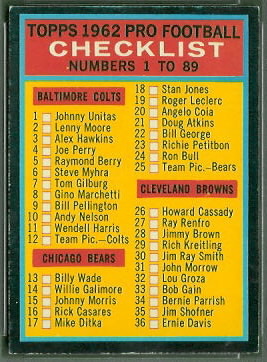 TOPPS 1962 PRO FOOTBALL
CHECKLIST
NUMBERS 1 TO 89
BALTIMORE COLTS
1 Johnny Unitas
2 Lenny Moore
3 Alex Hawkins
4 Joe Perry
5 Raymond Berry
6 Steve Myhra
7 Tom Gilburg
8 Gino Marchetti
9 Bill Pellington
10 Andy Nelson
11 Wendell Harris
12 Team Pic.—Colts
CHICAGO BEARS
13 Billy Wade
14 Willie Galimore
15 Johnny Morris
16 Rick Casares
17 Mike Ditka
18 Stan Jones
19 Roger Leclerc
20 Angelo Coia
21 Doug Atkins
22 Bill George
23 Richie Petitbon
24 Ron Bull
25 Team Pic.—Bears
CLEVELAND BROWNS
26 Howard Cassady
27 Ray Renfro
28 Jimmy Brown
29 Rich Kreitling
30 Jim Ray Smith
31 John Morrow
32 Lou Groza
33 Bob Gain
34 Bernie Parrish
35 Jim Shofner
36 Ernie Davis